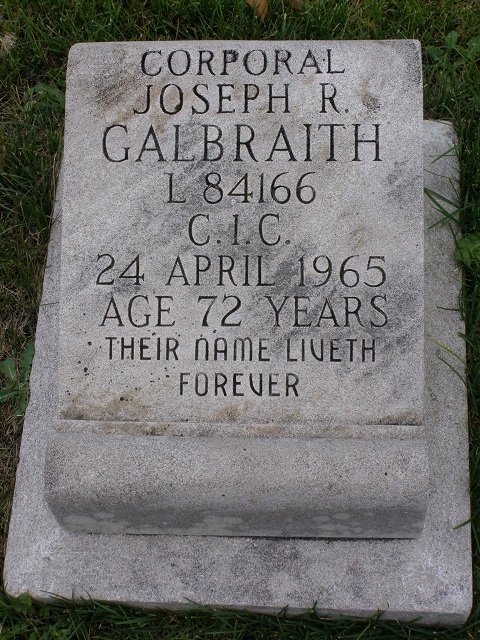 CORPORAL
JOSEPH R.
GALBRAITH
L 84166
C.I.C.
24 APRIL 1965
AGE 72 YEARS
THEIR NAME LIVETH
FOREVER